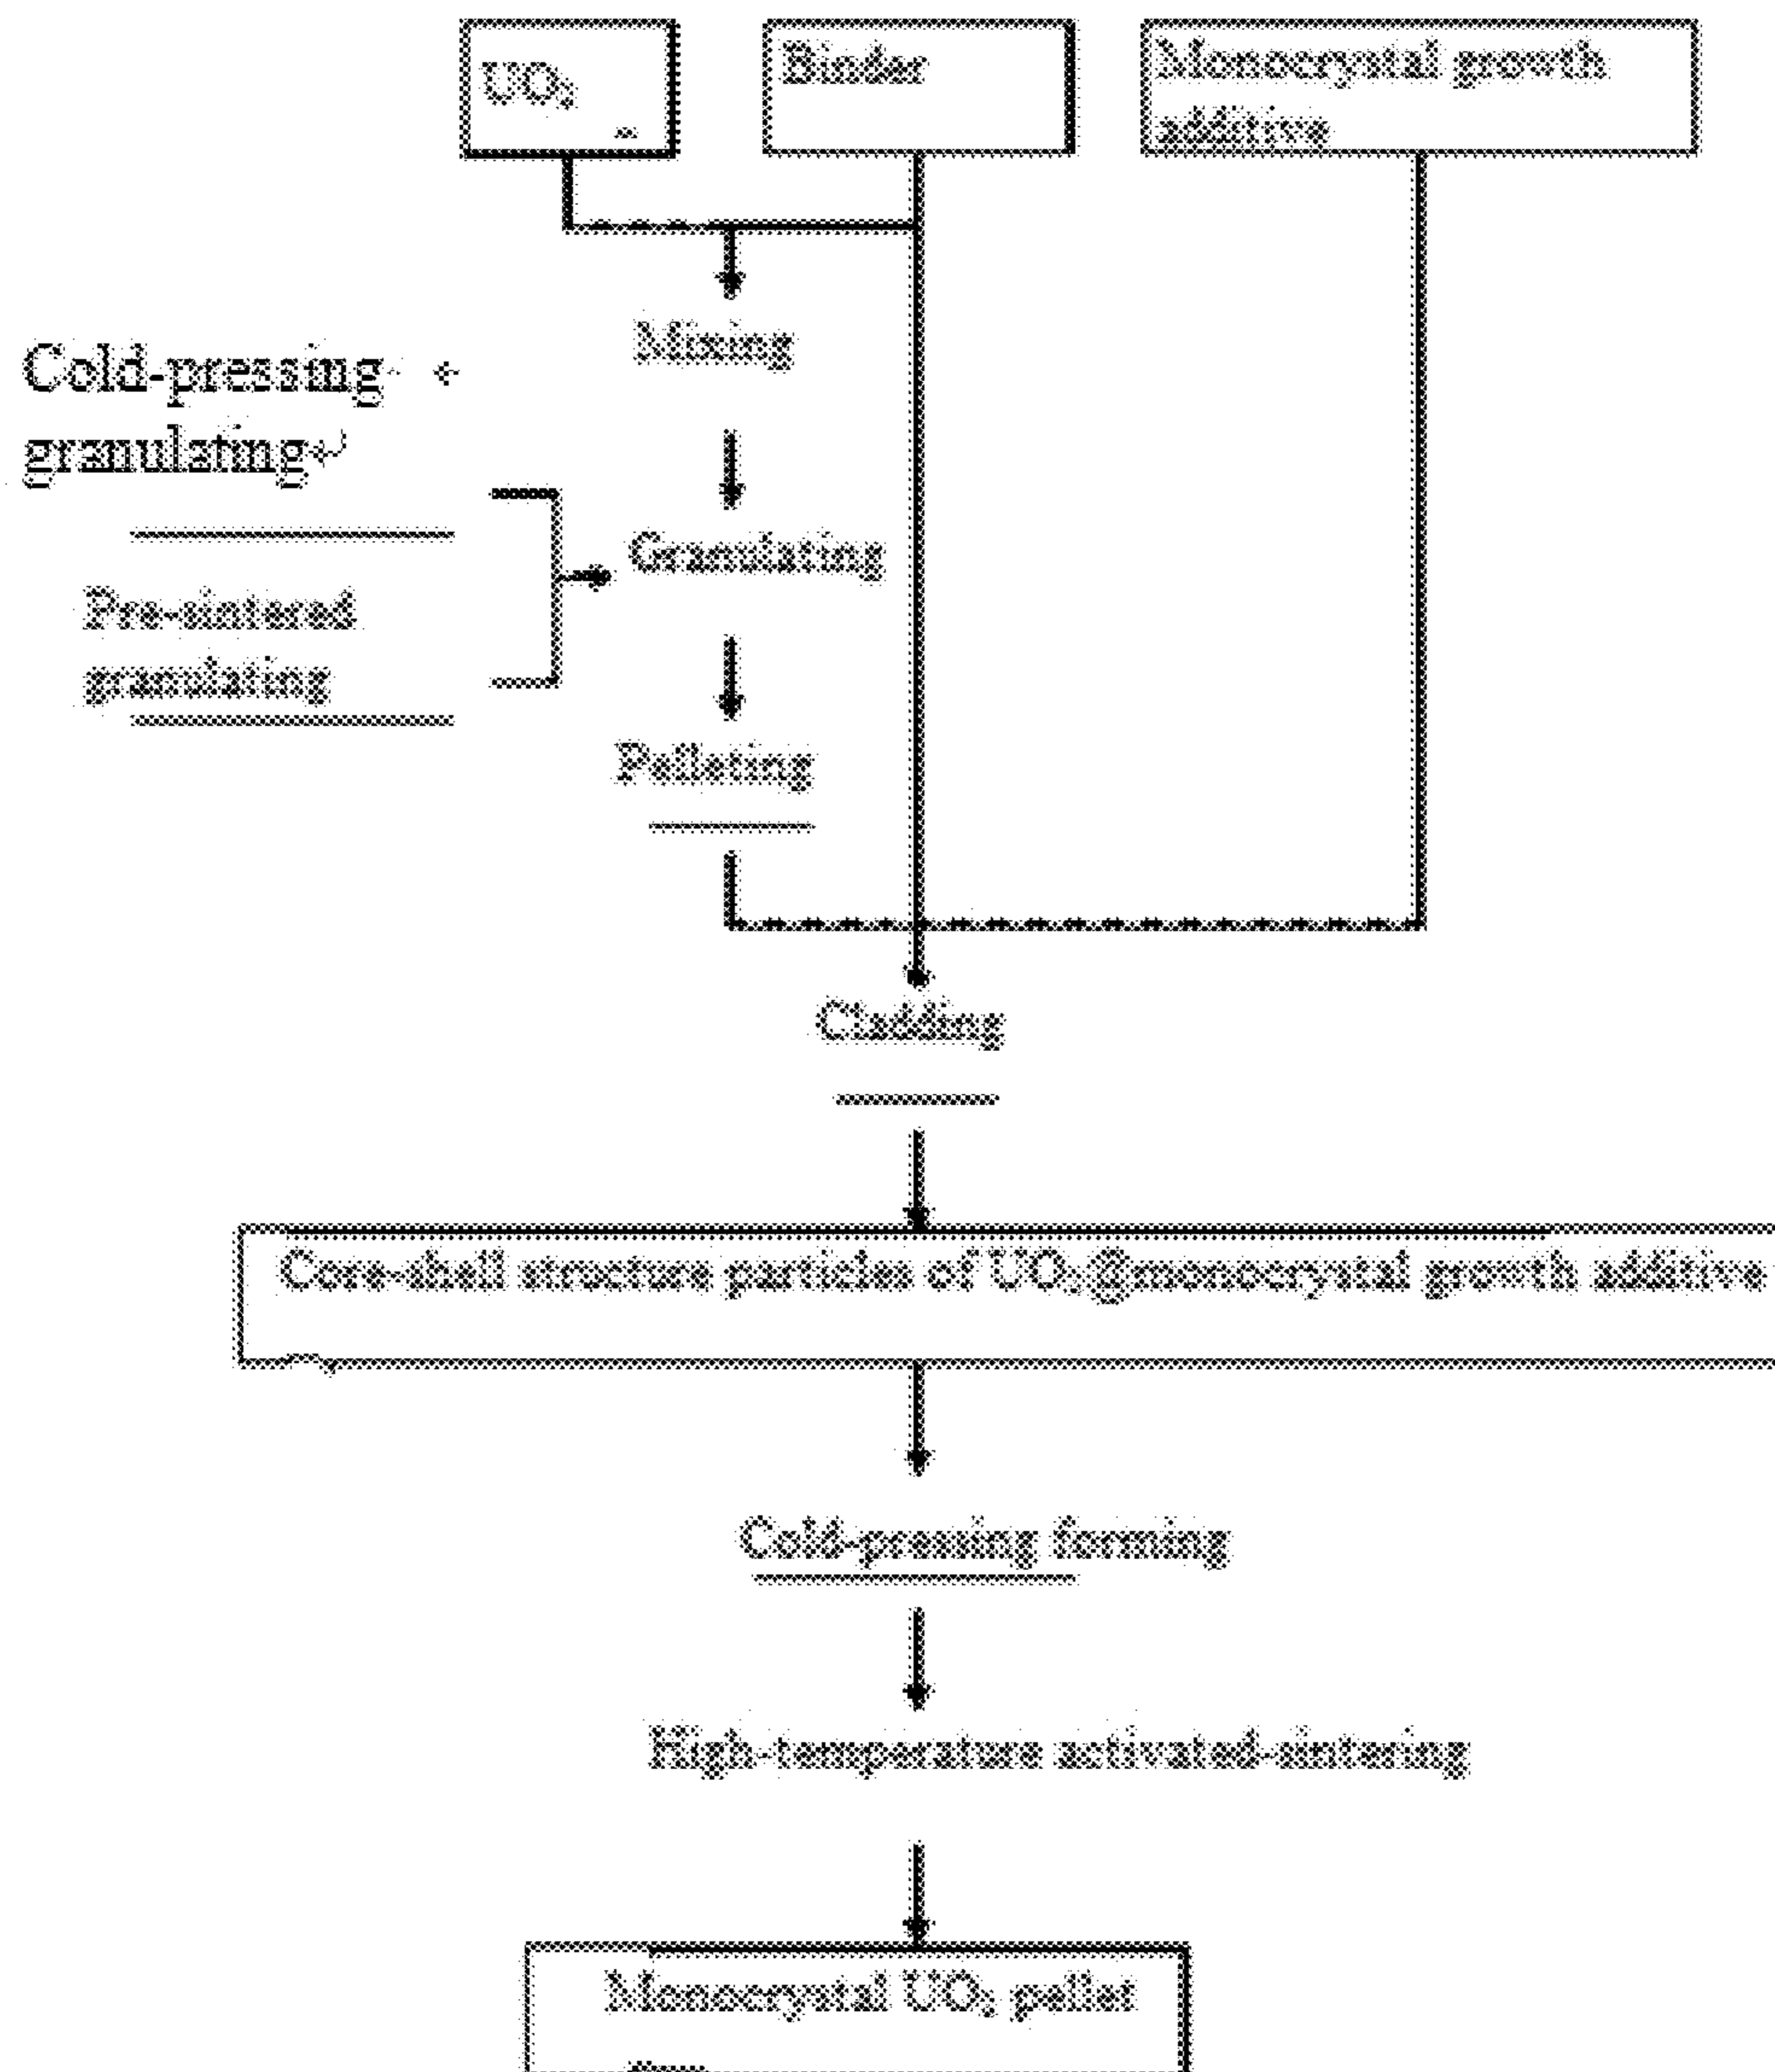 UO₂
Binder
Monocrystal growth
additive
Mixing
Cold-pressing
granulating
Granulating
Pre-sintered
granulating
Pelleting
Cladding
Core-shell structure particles of UO₂@monocrystal growth additive
Cold-pressing forming
High-temperature activated-sintering
Monocrystal UO₂ pellet